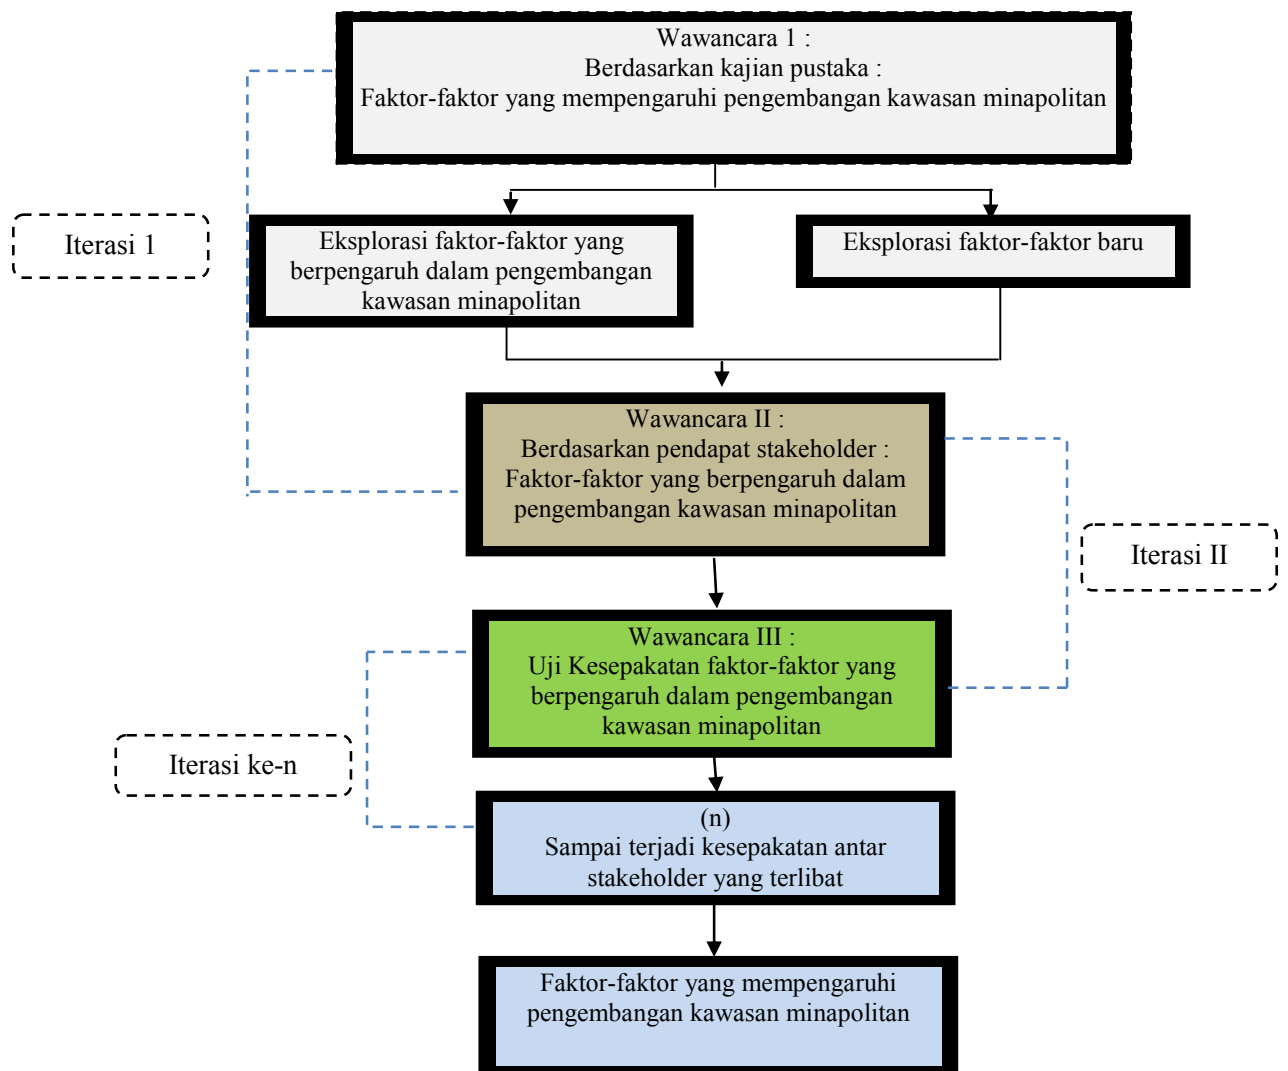 Wawancara 1 :
Berdasarkan kajian pustaka :
Faktor-faktor yang mempengaruhi pengembangan kawasan minapolitan
Iterasi 1
Eksplorasi faktor-faktor yang
berpengaruh dalam pengembangan
kawasan minapolitan
Eksplorasi faktor-faktor baru
Wawancara II :
Berdasarkan pendapat stakeholder :
Faktor-faktor yang berpengaruh dalam
pengembangan kawasan minapolitan
Iterasi II
Wawancara III :
Uji Kesepakatan faktor-faktor yang
berpengaruh dalam pengembangan
kawasan minapolitan
Iterasi ke-n
(n)
Sampai terjadi kesepakatan antar
stakeholder yang terlibat
Faktor-faktor yang mempengaruhi
pengembangan kawasan minapolitan